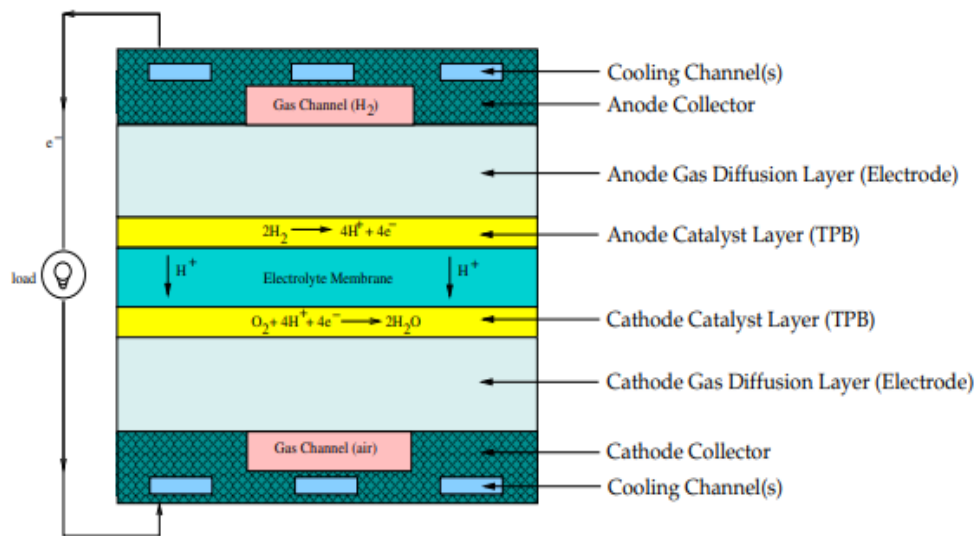 Cooling Channel(s)
Gas Channel (H₂)
Anode Collector
e⁻
Anode Gas Diffusion Layer (Electrode)
2H₂ → 4H⁺ + 4e⁻
Anode Catalyst Layer (TPB)
load
H⁺
Electrolyte Membrane
H⁺
O₂ + 4H⁺ + 4e⁻ → 2H₂O
Cathode Catalyst Layer (TPB)
Cathode Gas Diffusion Layer (Electrode)
Gas Channel (air)
Cathode Collector
Cooling Channel(s)